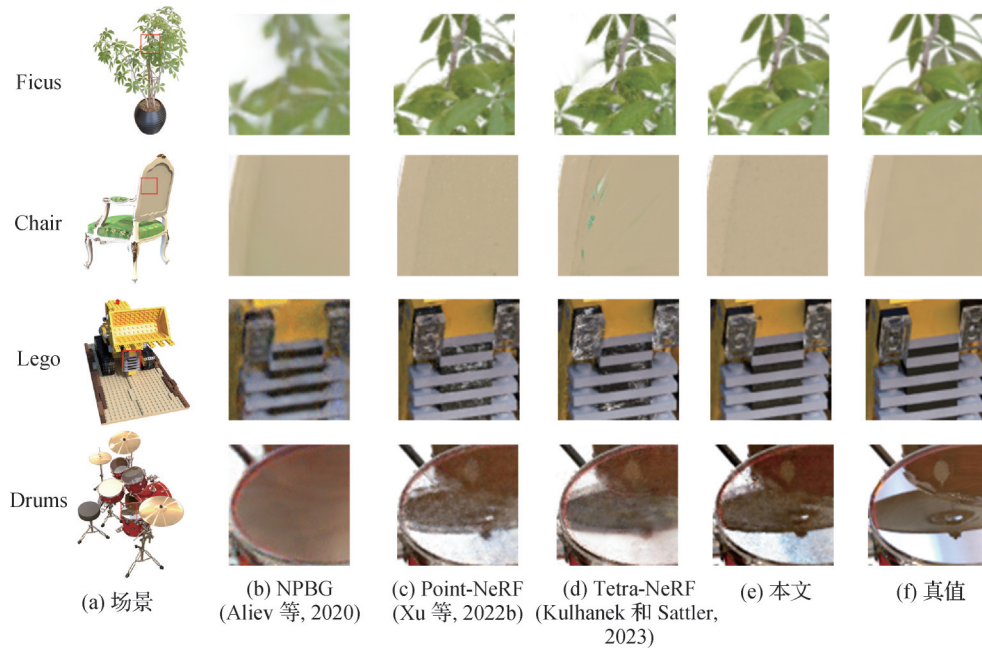 Ficus
Chair
Lego
Drums
(a) 场景
(b) NPBG
(Aliev 等, 2020)
(c) Point-NeRF
(Xu 等, 2022b)
(d) Tetra-NeRF
(Kulhanek 和 Sattler,
2023)
(e) 本文
(f) 真值